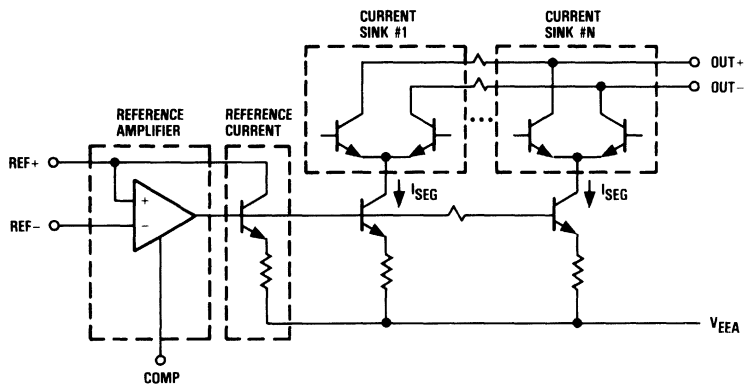 CURRENT
SINK #1
CURRENT
SINK #N
OUT+
OUT−
REFERENCE
AMPLIFIER
REFERENCE
CURRENT
REF+
+
REF−
−
ISEG
ISEG
VEEA
COMP